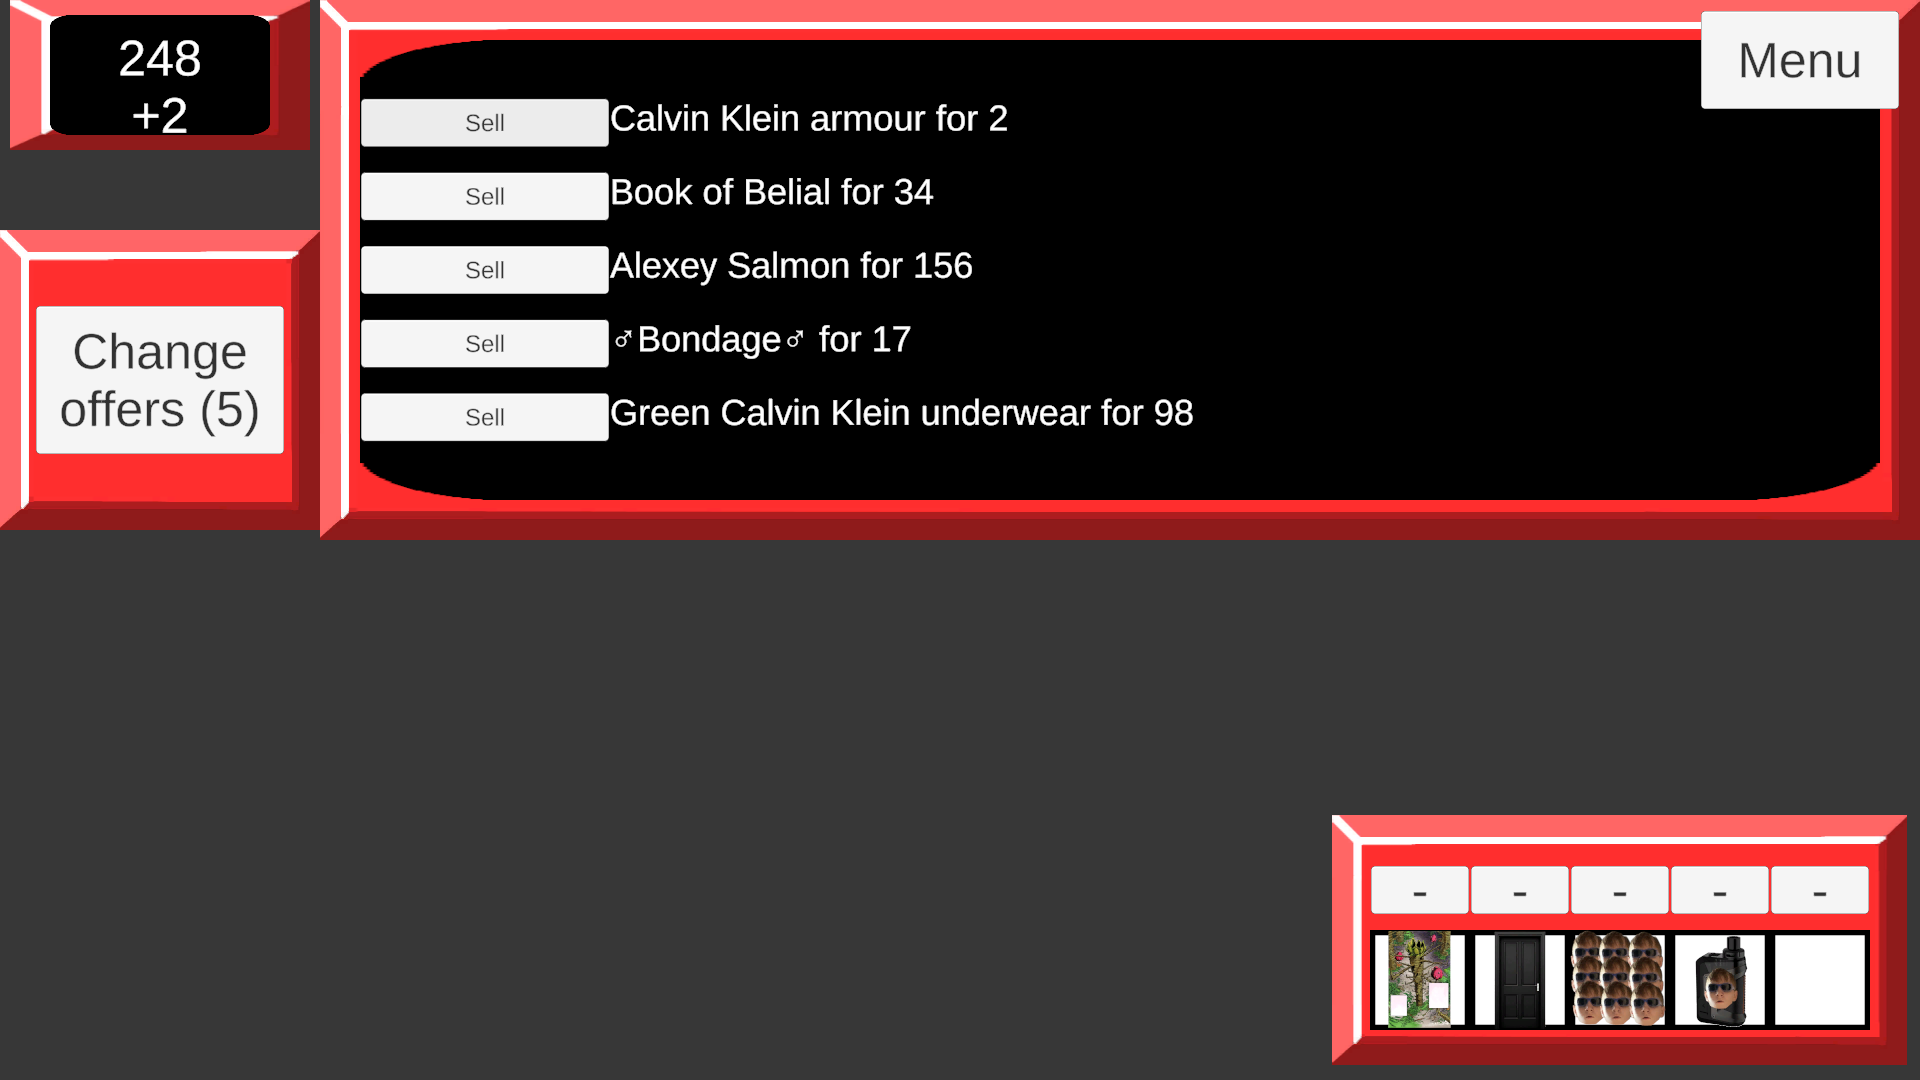 248
+2
Menu
Sell Calvin Klein armour for 2
Sell Book of Belial for 34
Sell Alexey Salmon for 156
Sell ♂Bondage♂ for 17
Sell Green Calvin Klein underwear for 98
Change
offers (5)
- - - - -